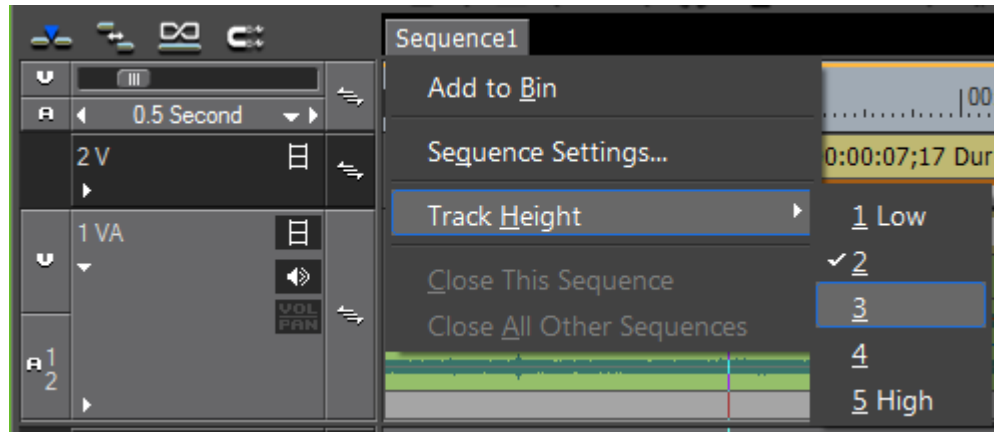 Sequence1
V
A
0.5 Second
00
2 V
0:00:07;17 Dur
1 VA
V
VOL
PAN
A 1
2
Add to Bin
Sequence Settings...
Track Height
Close This Sequence
Close All Other Sequences
1 Low
2
3
4
5 High